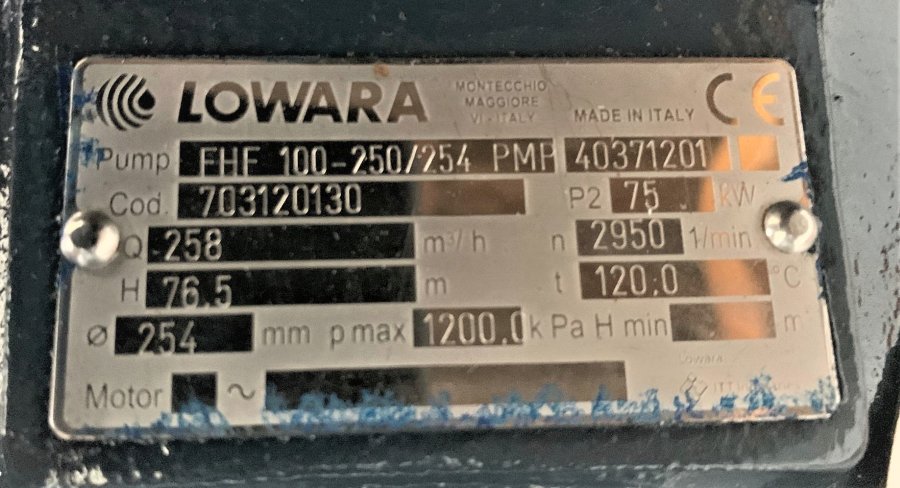 LOWARA
MONTECCHIO
MAGGIORE
VI - ITALY
MADE IN ITALY CE
Pump FHF 100-250/254 PMP 40371201
Cod. 703120130 P2 75 kW
Q 258 m³/h n 2950 1/min
H 76.5 m t 120.0 °C
Ø 254 mm p max 1200.0 kPa H min m
Motor ~
Lowara
ITT